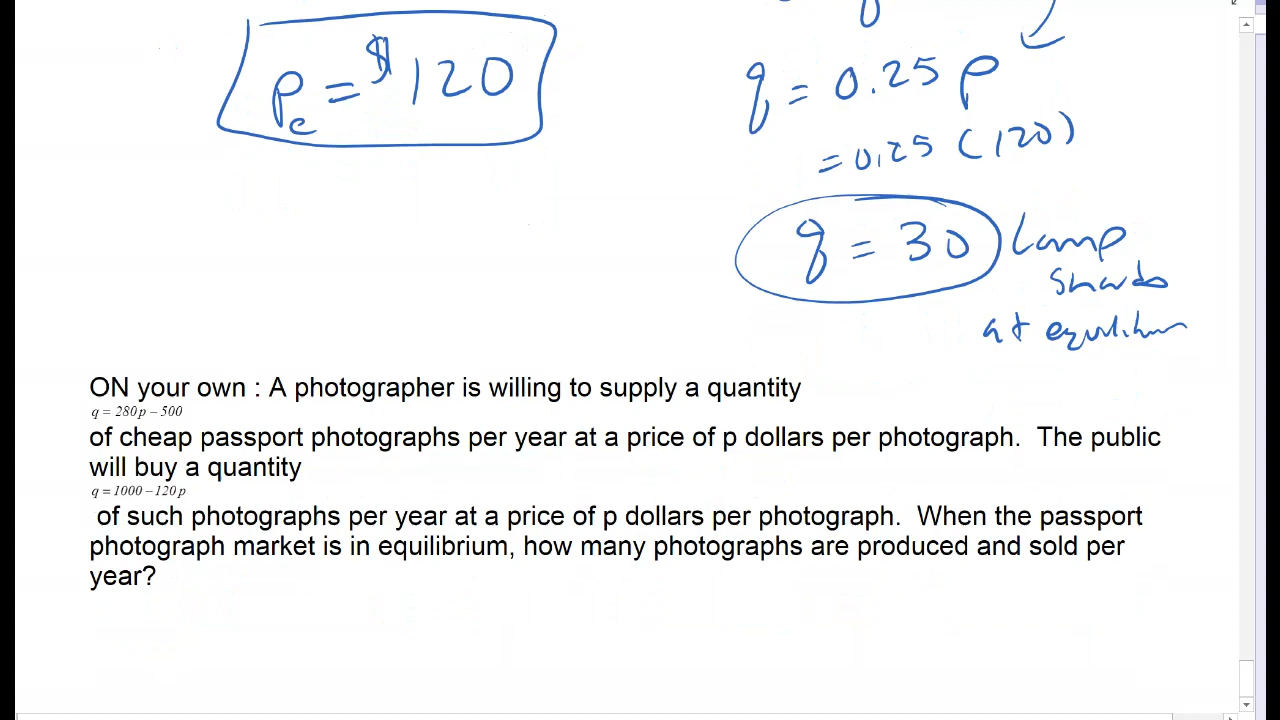 Pe = $120
q = 0.25 p
= 0.25 (120)
q = 30 Lamp
Shades
at equilibrium
ON your own : A photographer is willing to supply a quantity
q = 280p − 500
of cheap passport photographs per year at a price of p dollars per photograph. The public
will buy a quantity
q = 1000 − 120p
of such photographs per year at a price of p dollars per photograph. When the passport
photograph market is in equilibrium, how many photographs are produced and sold per
year?